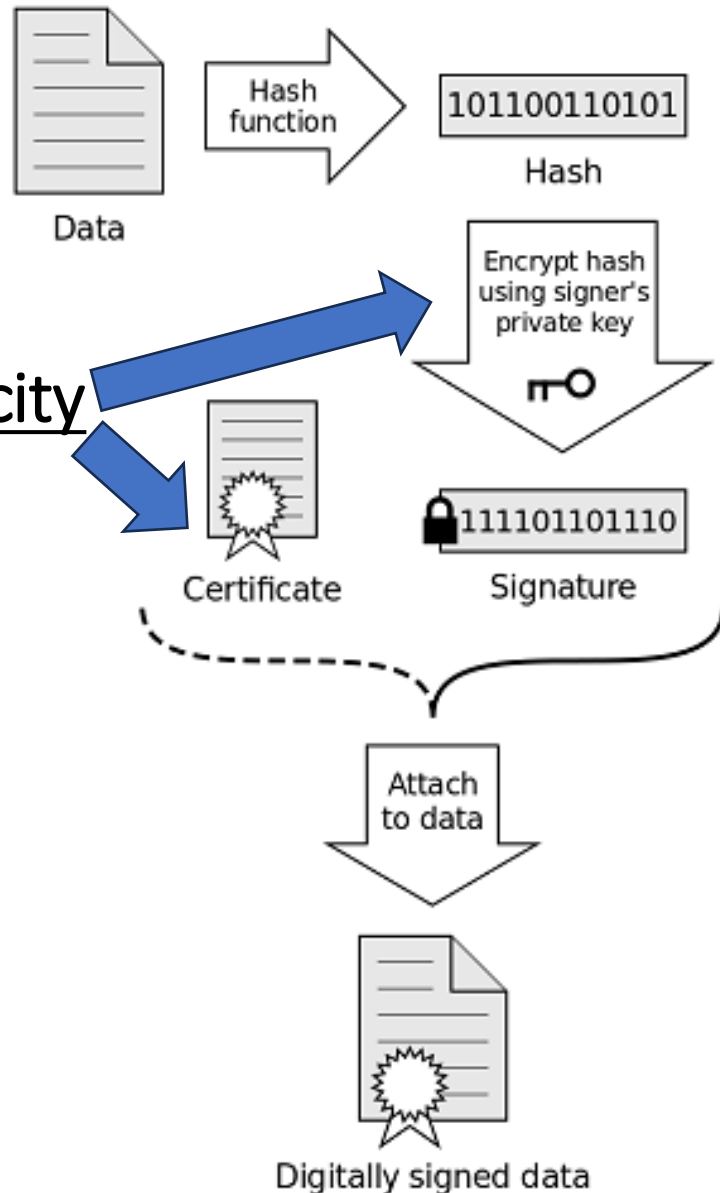 Hash
function
101100110101
Hash
Data
Encrypt hash
using signer's
private key
city
111101101110
Certificate
Signature
Attach
to data
Digitally signed data